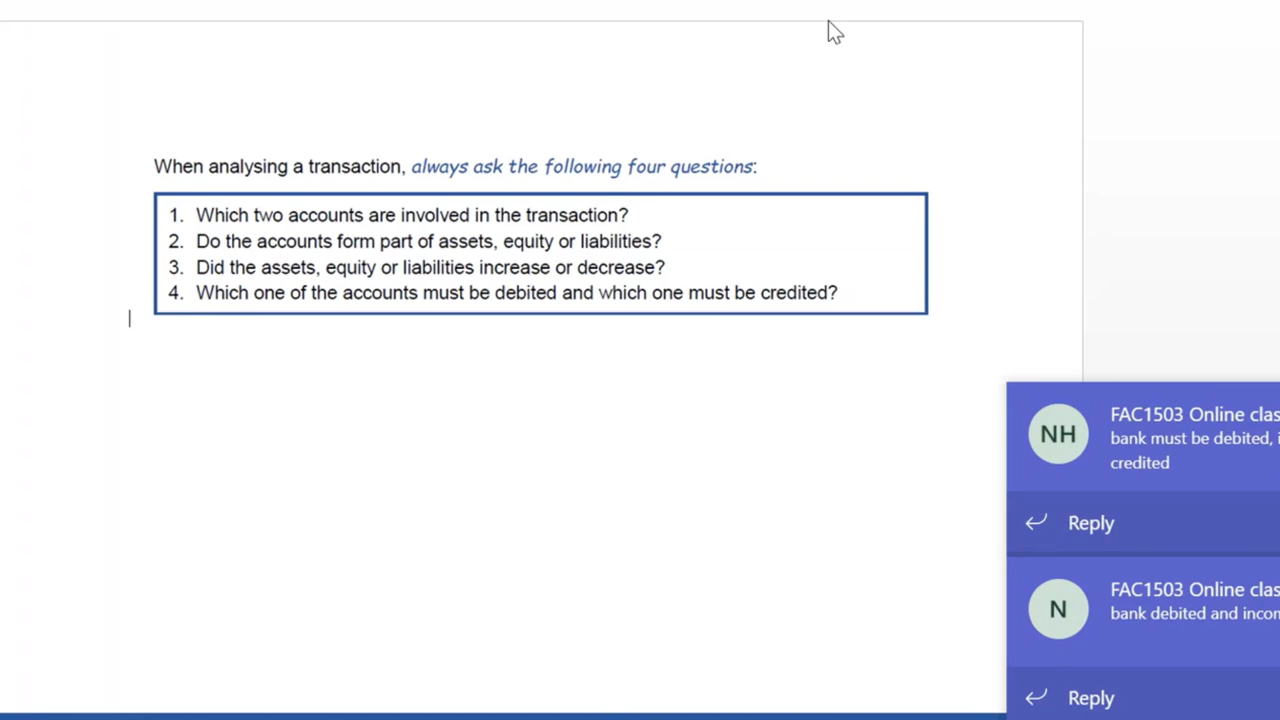 When analysing a transaction, always ask the following four questions:
1. Which two accounts are involved in the transaction?
2. Do the accounts form part of assets, equity or liabilities?
3. Did the assets, equity or liabilities increase or decrease?
4. Which one of the accounts must be debited and which one must be credited?
NH
FAC1503 Online clas
bank must be debited, i
credited
Reply
N
FAC1503 Online clas
bank debited and incom
Reply